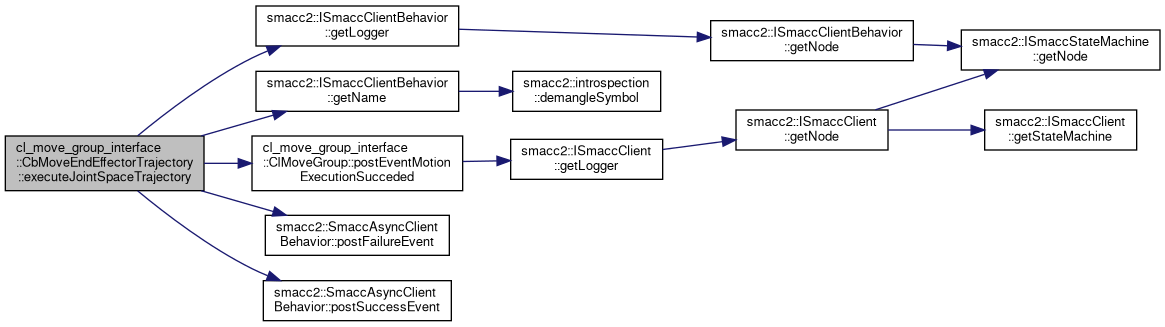 cl_move_group_interface
::CbMoveEndEffectorTrajectory
::executeJointSpaceTrajectory
smacc2::ISmaccClientBehavior
::getLogger
smacc2::ISmaccClientBehavior
::getName
cl_move_group_interface
::ClMoveGroup::postEventMotion
ExecutionSucceded
smacc2::SmaccAsyncClient
Behavior::postFailureEvent
smacc2::SmaccAsyncClient
Behavior::postSuccessEvent
smacc2::introspection
::demangleSymbol
smacc2::ISmaccClient
::getLogger
smacc2::ISmaccClientBehavior
::getNode
smacc2::ISmaccClient
::getNode
smacc2::ISmaccStateMachine
::getNode
smacc2::ISmaccClient
::getStateMachine